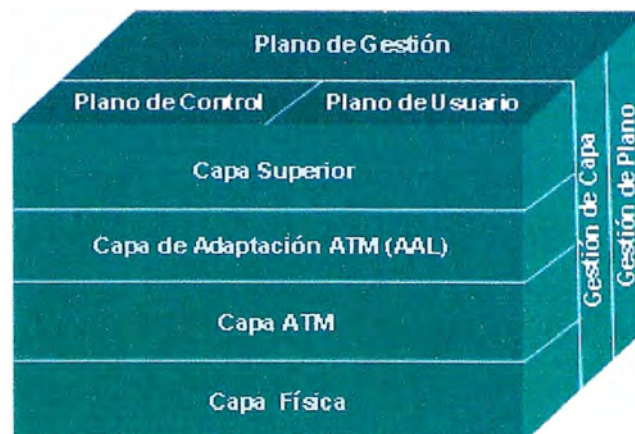 Plano de Gestión
Plano de Control
Plano de Usuario
Capa Superior
Capa de Adaptación ATM (AAL)
Capa ATM
Capa Física
Gestión de Capa
Gestión de Plano